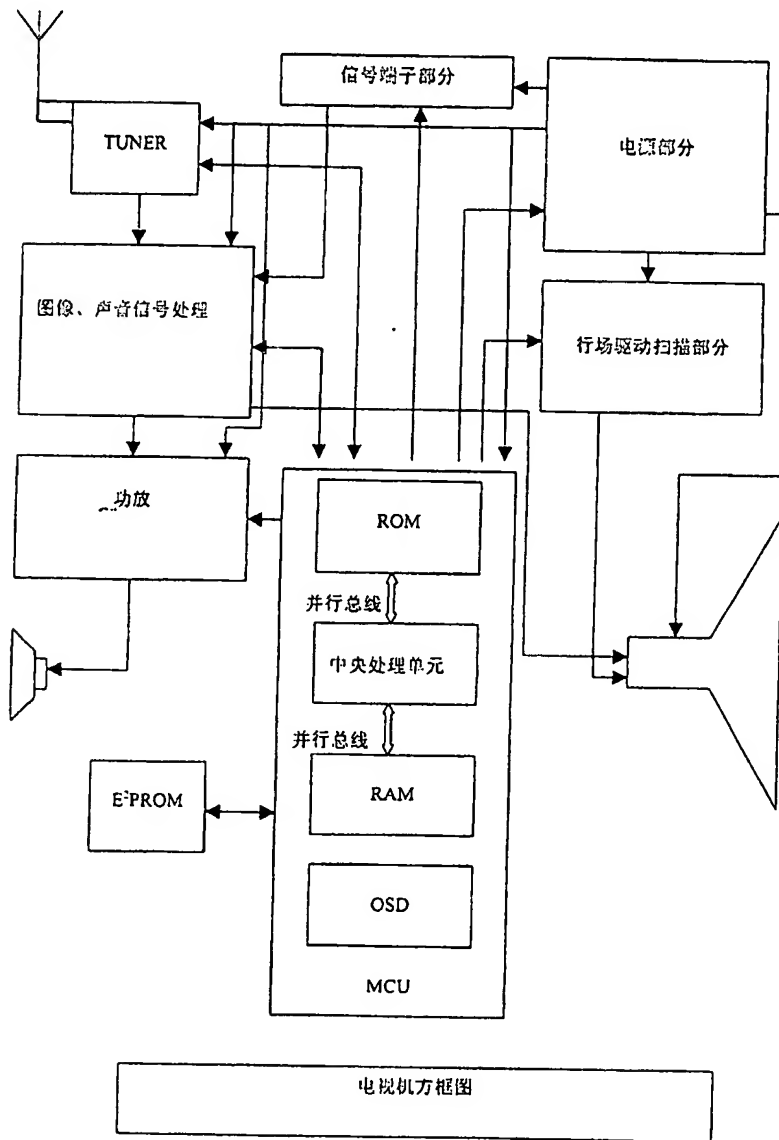 信号端子部分
TUNER
电源部分
图像、声音信号处理
行场驱动扫描部分
功放
ROM
并行总线
中央处理单元
并行总线
E²PROM
RAM
OSD
MCU
电视机方框图